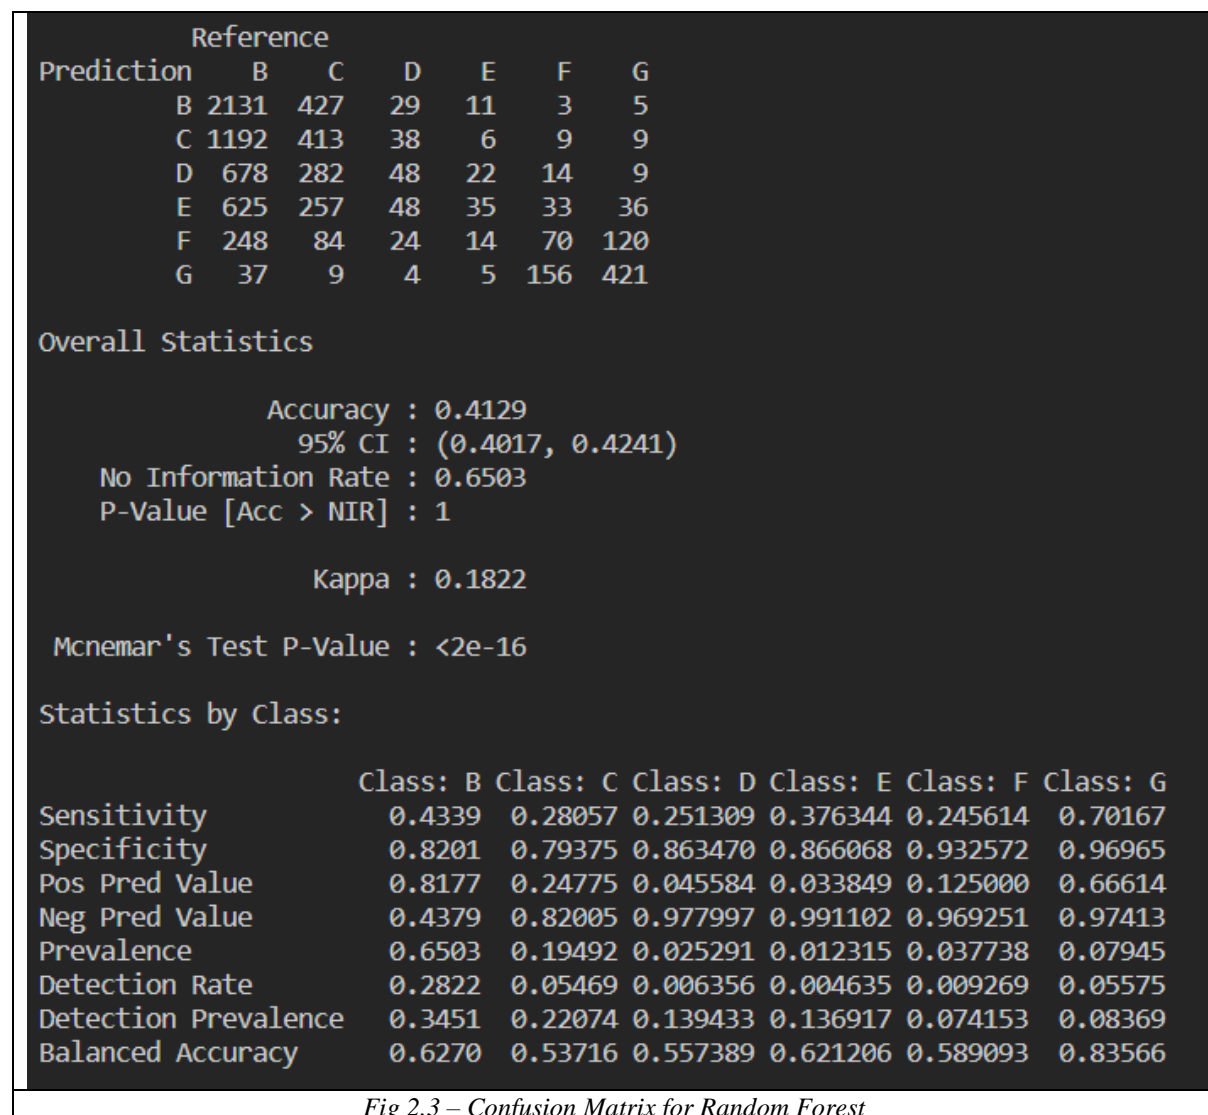 Reference
Prediction B C D E F G
B 2131 427 29 11 3 5
C 1192 413 38 6 9 9
D 678 282 48 22 14 9
E 625 257 48 35 33 36
F 248 84 24 14 70 120
G 37 9 4 5 156 421
Overall Statistics
Accuracy : 0.4129
95% CI : (0.4017, 0.4241)
No Information Rate : 0.6503
P-Value [Acc > NIR] : 1
Kappa : 0.1822
Mcnemar's Test P-Value : <2e-16
Statistics by Class:
Class: B Class: C Class: D Class: E Class: F Class: G
Sensitivity 0.4339 0.28057 0.251309 0.376344 0.245614 0.70167
Specificity 0.8201 0.79375 0.863470 0.866068 0.932572 0.96965
Pos Pred Value 0.8177 0.24775 0.045584 0.033849 0.125000 0.66614
Neg Pred Value 0.4379 0.82005 0.977997 0.991102 0.969251 0.97413
Prevalence 0.6503 0.19492 0.025291 0.012315 0.037738 0.07945
Detection Rate 0.2822 0.05469 0.006356 0.004635 0.009269 0.05575
Detection Prevalence 0.3451 0.22074 0.139433 0.136917 0.074153 0.08369
Balanced Accuracy 0.6270 0.53716 0.557389 0.621206 0.589093 0.83566
Fig 2.3 – Confusion Matrix for Random Forest